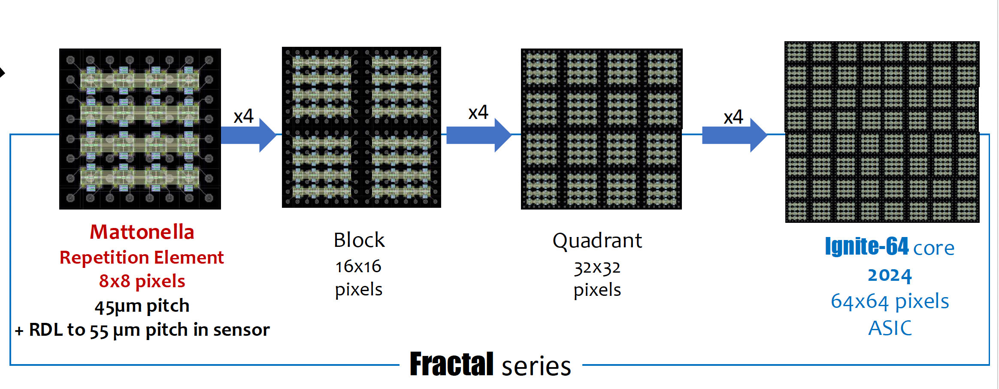 x4
x4
x4
Mattonella
Repetition Element
8x8 pixels
45µm pitch
+ RDL to 55 µm pitch in sensor
Block
16x16
pixels
Quadrant
32x32
pixels
Ignite-64 core
2024
64x64 pixels
ASIC
Fractal series